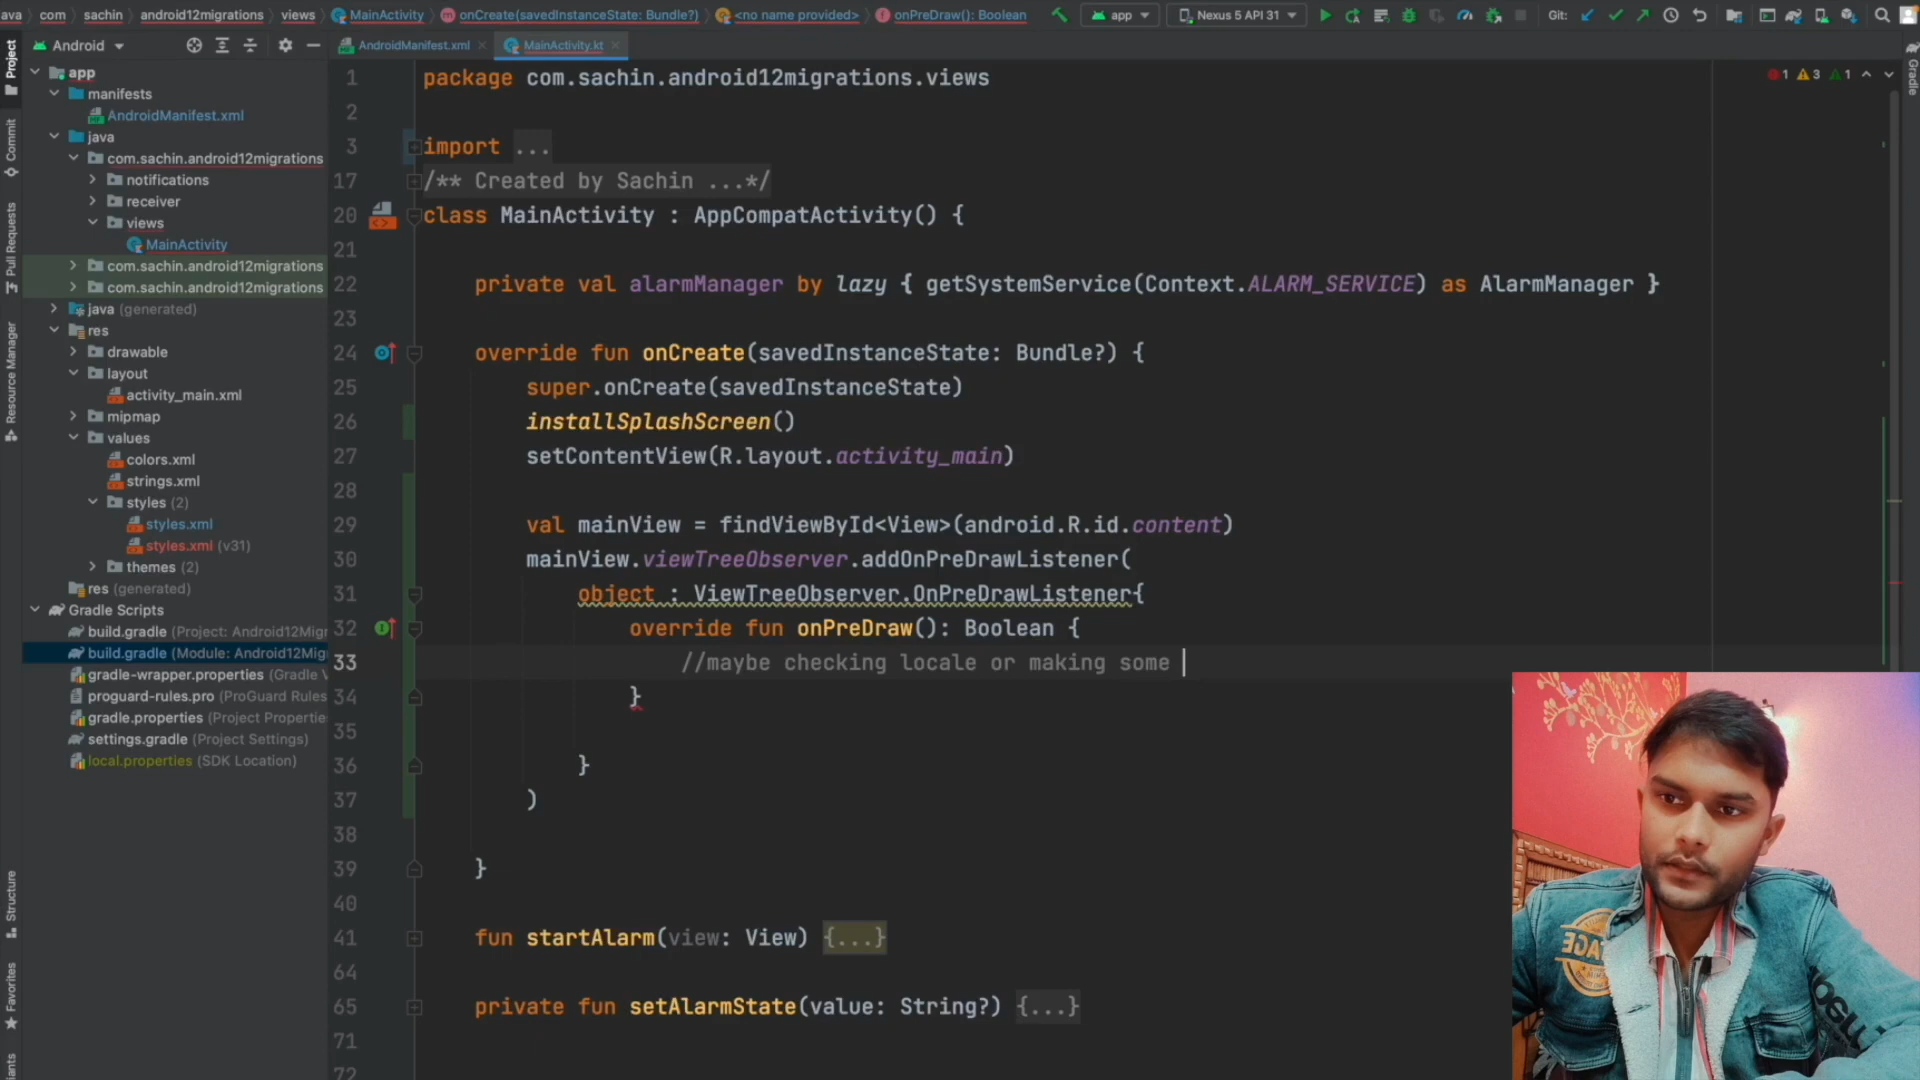 ava com sachin android12migrations views MainActivity onCreate(savedInstanceState: Bundle?) <no name provided> onPreDraw(): Boolean app Nexus 5 API 31 Git:
Android
AndroidManifest.xml
MainActivity.kt
Project
Commit
Pull Requests
Resource Manager
Structure
Favorites
Gradle
app
manifests
AndroidManifest.xml
java
com.sachin.android12migrations
notifications
receiver
views
MainActivity
com.sachin.android12migrations
com.sachin.android12migrations
java (generated)
res
drawable
layout
activity_main.xml
mipmap
values
colors.xml
strings.xml
styles (2)
styles.xml
styles.xml (v31)
themes (2)
res (generated)
Gradle Scripts
build.gradle (Project: Android12Migr
build.gradle (Module: Android12Mig
gradle-wrapper.properties (Gradle V
proguard-rules.pro (ProGuard Rules
gradle.properties (Project Propertie
settings.gradle (Project Settings)
local.properties (SDK Location)
1 3 1
1 package com.sachin.android12migrations.views
2
3 import ...
17 /** Created by Sachin ...*/
20 class MainActivity : AppCompatActivity() {
21
22 private val alarmManager by lazy { getSystemService(Context.ALARM_SERVICE) as AlarmManager }
23
24 override fun onCreate(savedInstanceState: Bundle?) {
25 super.onCreate(savedInstanceState)
26 installSplashScreen()
27 setContentView(R.layout.activity_main)
28
29 val mainView = findViewById<View>(android.R.id.content)
30 mainView.viewTreeObserver.addOnPreDrawListener(
31 object : ViewTreeObserver.OnPreDrawListener{
32 override fun onPreDraw(): Boolean {
33 //maybe checking locale or making some
34 }
35
36 }
37 )
38
39 }
40
41 fun startAlarm(view: View) {...}
64
65 private fun setAlarmState(value: String?) {...}
71
72